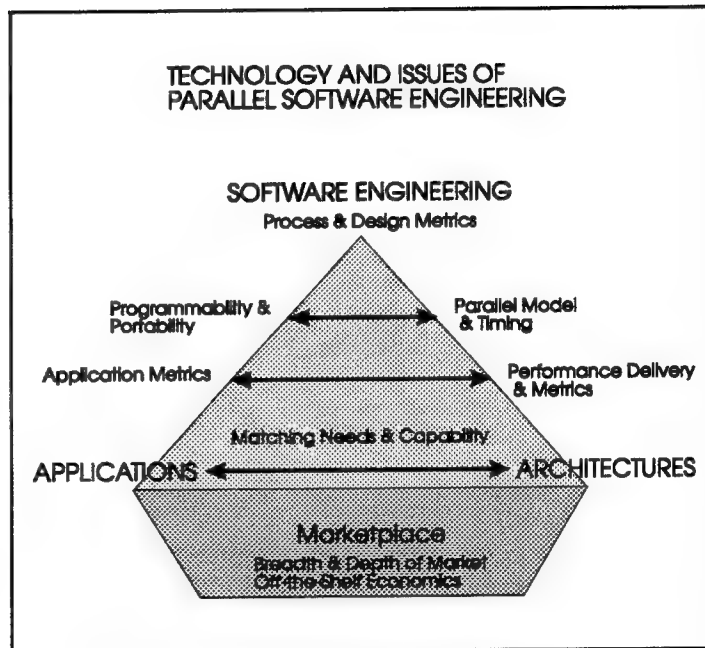 TECHNOLOGY AND ISSUES OF
PARALLEL SOFTWARE ENGINEERING
SOFTWARE ENGINEERING
Process & Design Metrics
Programmability &
Portability
Parallel Model
& Timing
Application Metrics
Performance Delivery
& Metrics
Matching Needs & Capability
APPLICATIONS
ARCHITECTURES
Marketplace
Breadth & Depth of Market
Off-the-Shelf Economics